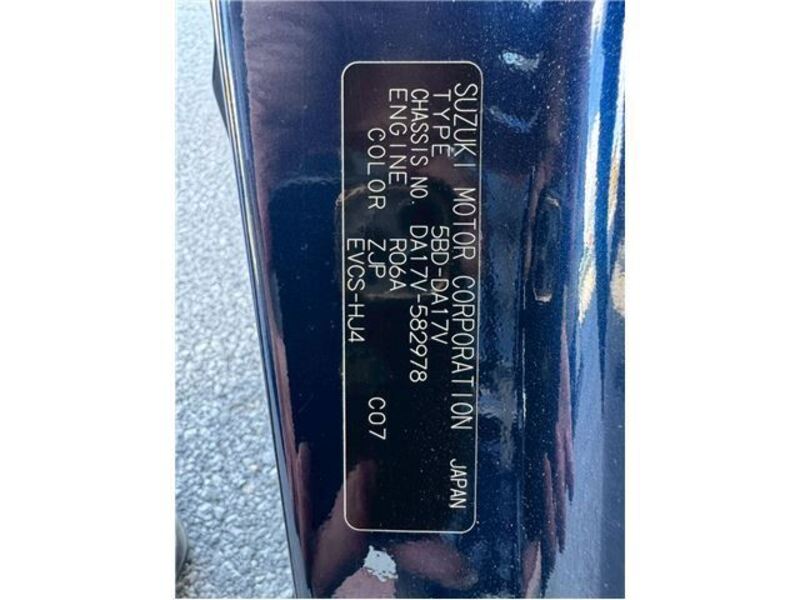 SUZUKI MOTOR CORPORATION JAPAN
TYPE 5BD-DA17V
CHASSIS NO. DA17V-582978
ENGINE R06A
COLOR ZJP C07
EVCS-HJ4